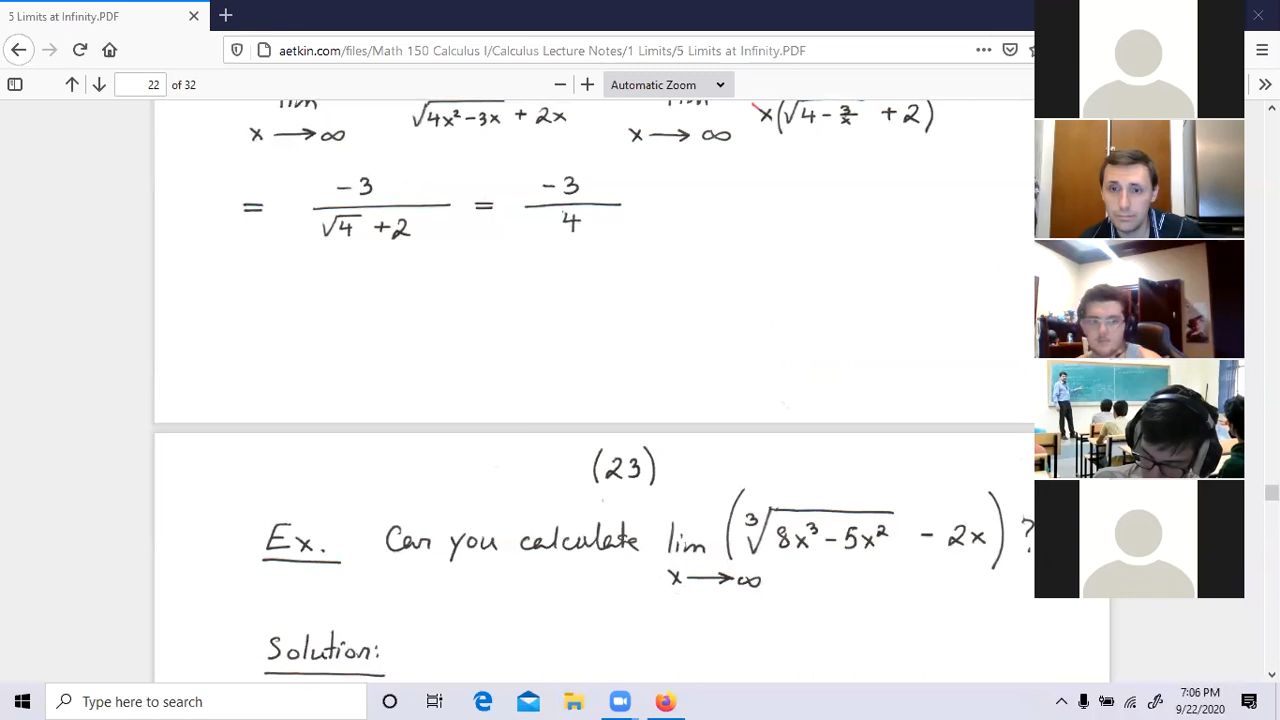 5 Limits at Infinity.PDF
aetkin.com/files/Math 150 Calculus I/Calculus Lecture Notes/1 Limits/5 Limits at Infinity.PDF
22 of 32
Automatic Zoom
lim x → ∞ √(4x² − 3x) + 2x lim x → ∞ x(√(4 − 3/x) + 2)
= −3/(√4 + 2) = −3/4
(23)
Ex. Can you calculate lim x → ∞ (∛(8x³ − 5x²) − 2x) ?
Solution:
Type here to search
7:06 PM
9/22/2020